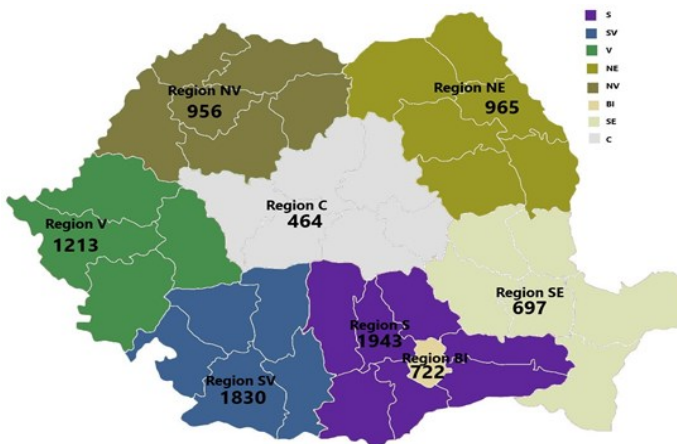 S
SV
V
NE
NV
BI
SE
C
Region NV
956
Region NE
965
Region C
464
Region V
1213
Region SE
697
Region S
1943
Region BI
722
Region SV
1830